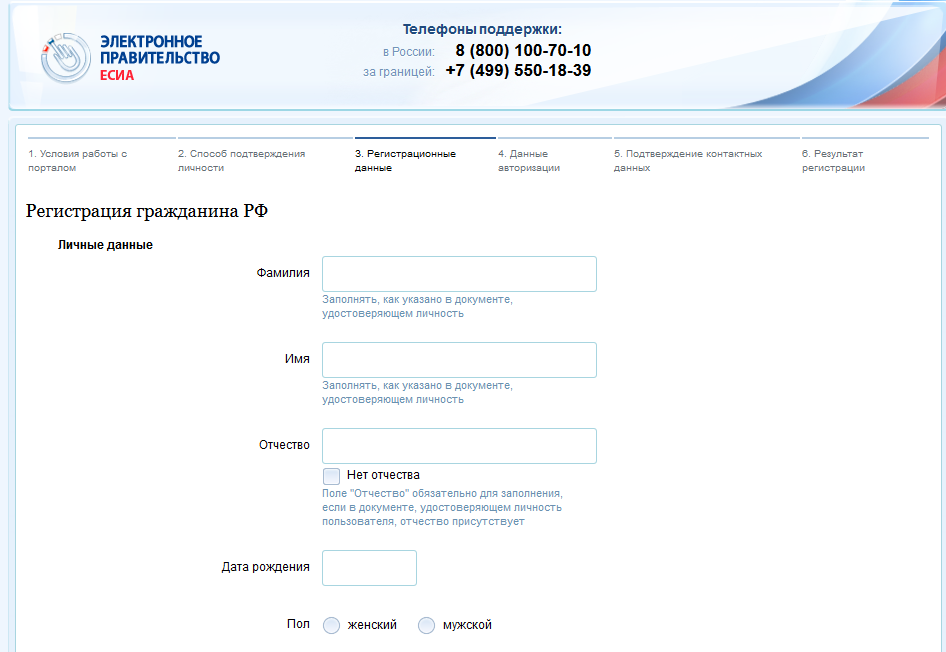 ЭЛЕКТРОННОЕ
ПРАВИТЕЛЬСТВО
ЕСИА
Телефоны поддержки:
в России: 8 (800) 100-70-10
за границей: +7 (499) 550-18-39
1. Условия работы с
порталом
2. Способ подтверждения
личности
3. Регистрационные
данные
4. Данные
авторизации
5. Подтверждение контактных
данных
6. Результат
регистрации
Регистрация гражданина РФ
Личные данные
Фамилия
Заполнять, как указано в документе,
удостоверяющем личность
Имя
Заполнять, как указано в документе,
удостоверяющем личность
Отчество
Нет отчества
Поле "Отчество" обязательно для заполнения,
если в документе, удостоверяющем личность
пользователя, отчество присутствует
Дата рождения
Пол женский мужской